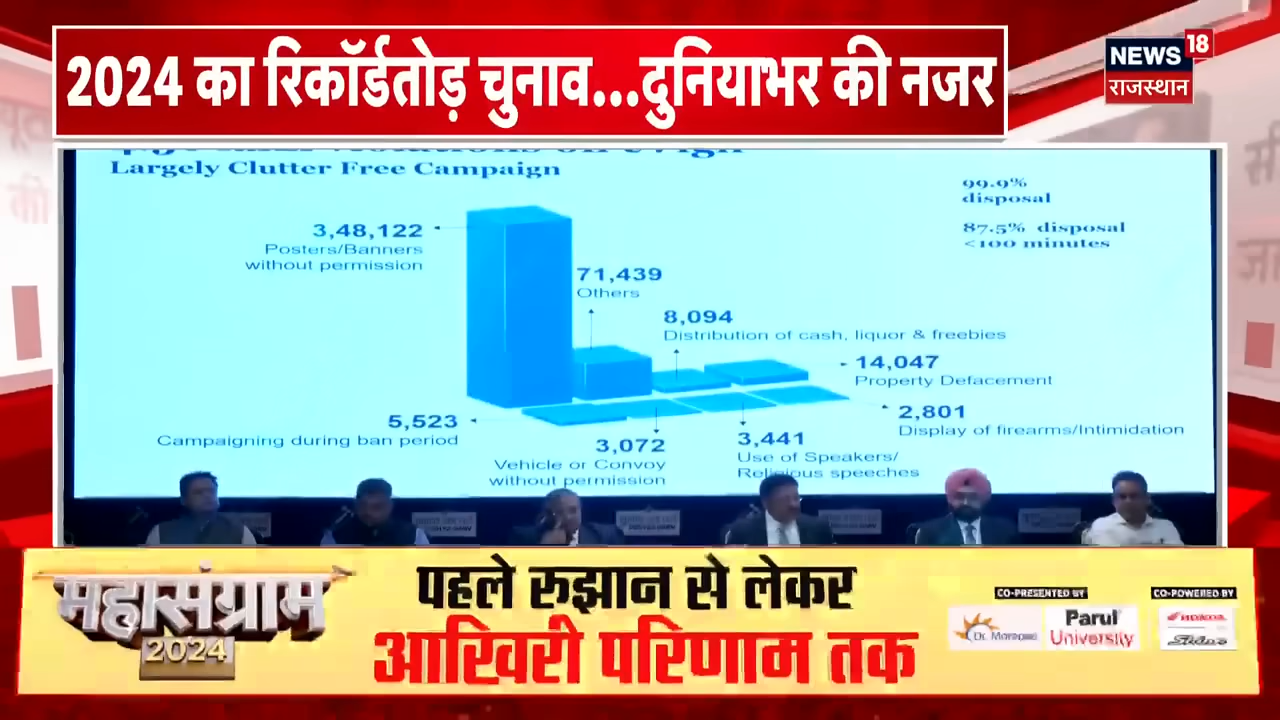 2024 का रिकॉर्डतोड़ चुनाव...दुनियाभर की नजर
NEWS 18
राजस्थान
Largely Clutter Free Campaign
99.9%
disposal
87.5% disposal
<100 minutes
3,48,122
Posters/Banners
without permission
71,439
Others
8,094
Distribution of cash, liquor & freebies
14,047
Property Defacement
2,801
Display of firearms/Intimidation
5,523
Campaigning during ban period
3,072
Vehicle or Convoy
without permission
3,441
Use of Speakers/
Religious speeches
महासंग्राम
2024
पहले रुझान से लेकर
आखिरी परिणाम तक
CO-PRESENTED BY
Parul
University
CO-POWERED BY
HONDA